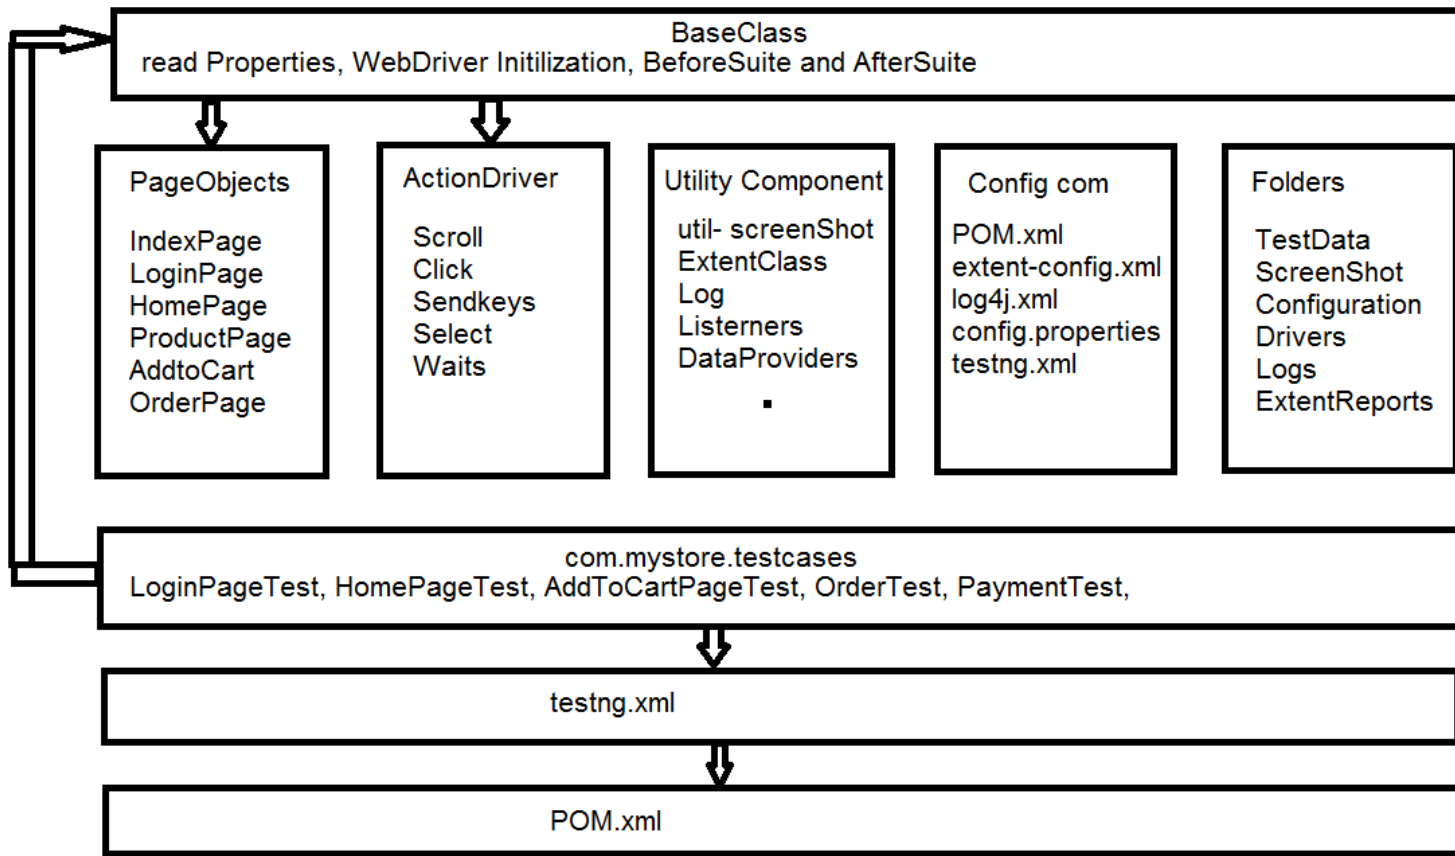 BaseClass
read Properties, WebDriver Initilization, BeforeSuite and AfterSuite
PageObjects
IndexPage
LoginPage
HomePage
ProductPage
AddtoCart
OrderPage
ActionDriver
Scroll
Click
Sendkeys
Select
Waits
Utility Component
util- screenShot
ExtentClass
Log
Listerners
DataProviders
Config com
POM.xml
extent-config.xml
log4j.xml
config.properties
testng.xml
Folders
TestData
ScreenShot
Configuration
Drivers
Logs
ExtentReports
com.mystore.testcases
LoginPageTest, HomePageTest, AddToCartPageTest, OrderTest, PaymentTest,
testng.xml
POM.xml